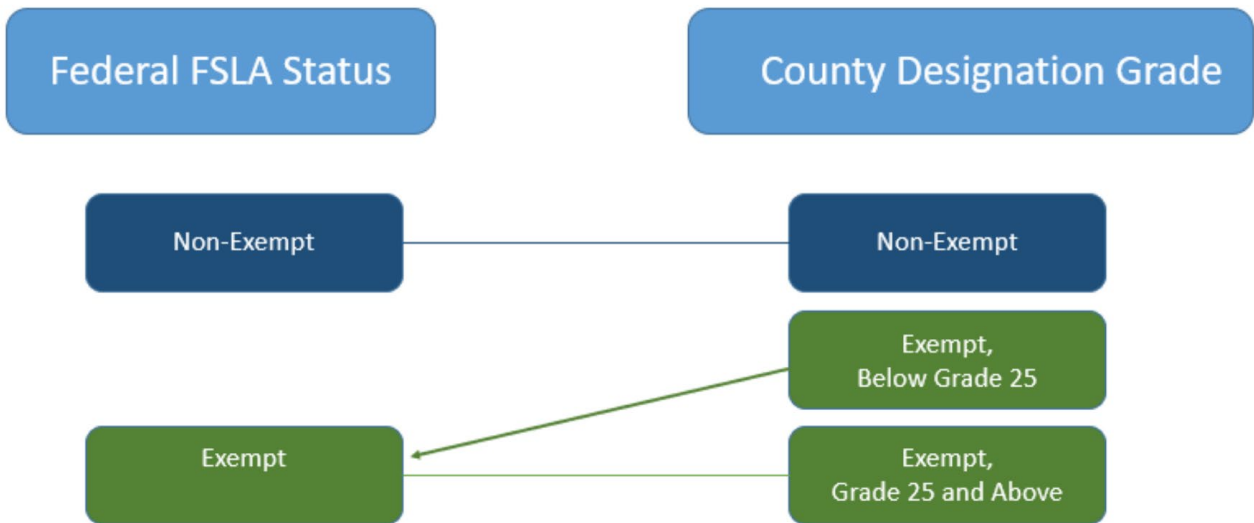 Federal FSLA Status
County Designation Grade
Non-Exempt
Non-Exempt
Exempt,
Below Grade 25
Exempt
Exempt,
Grade 25 and Above